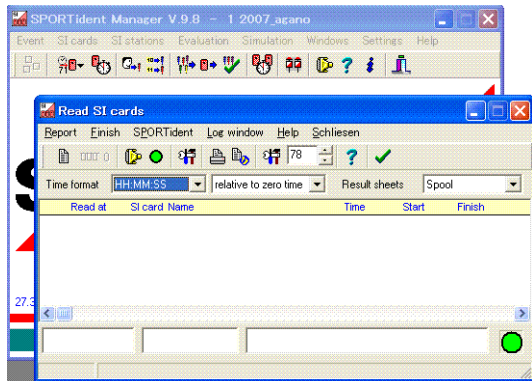 SPORTident Manager V.9.8 - 1 2007_agano
Event SI cards SI stations Evaluation Simulation Windows Settings Help
Read SI cards
Report Einish SPORTident Log window Help Schliesen
0 78
Time format HH:MM:SS relative to zero time Result sheets Spool
Read at SI card Name Time Start Finish
27.3